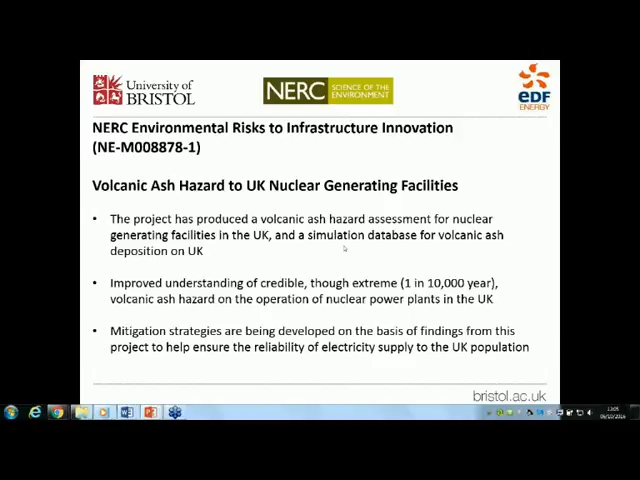 University of
BRISTOL
NERC SCIENCE OF THE
ENVIRONMENT
eDF
ENERGY
NERC Environmental Risks to Infrastructure Innovation
(NE-M008878-1)
Volcanic Ash Hazard to UK Nuclear Generating Facilities
• The project has produced a volcanic ash hazard assessment for nuclear
generating facilities in the UK, and a simulation database for volcanic ash
deposition on UK
• Improved understanding of credible, though extreme (1 in 10,000 year),
volcanic ash hazard on the operation of nuclear power plants in the UK
• Mitigation strategies are being developed on the basis of findings from this
project to help ensure the reliability of electricity supply to the UK population
bristol.ac.uk